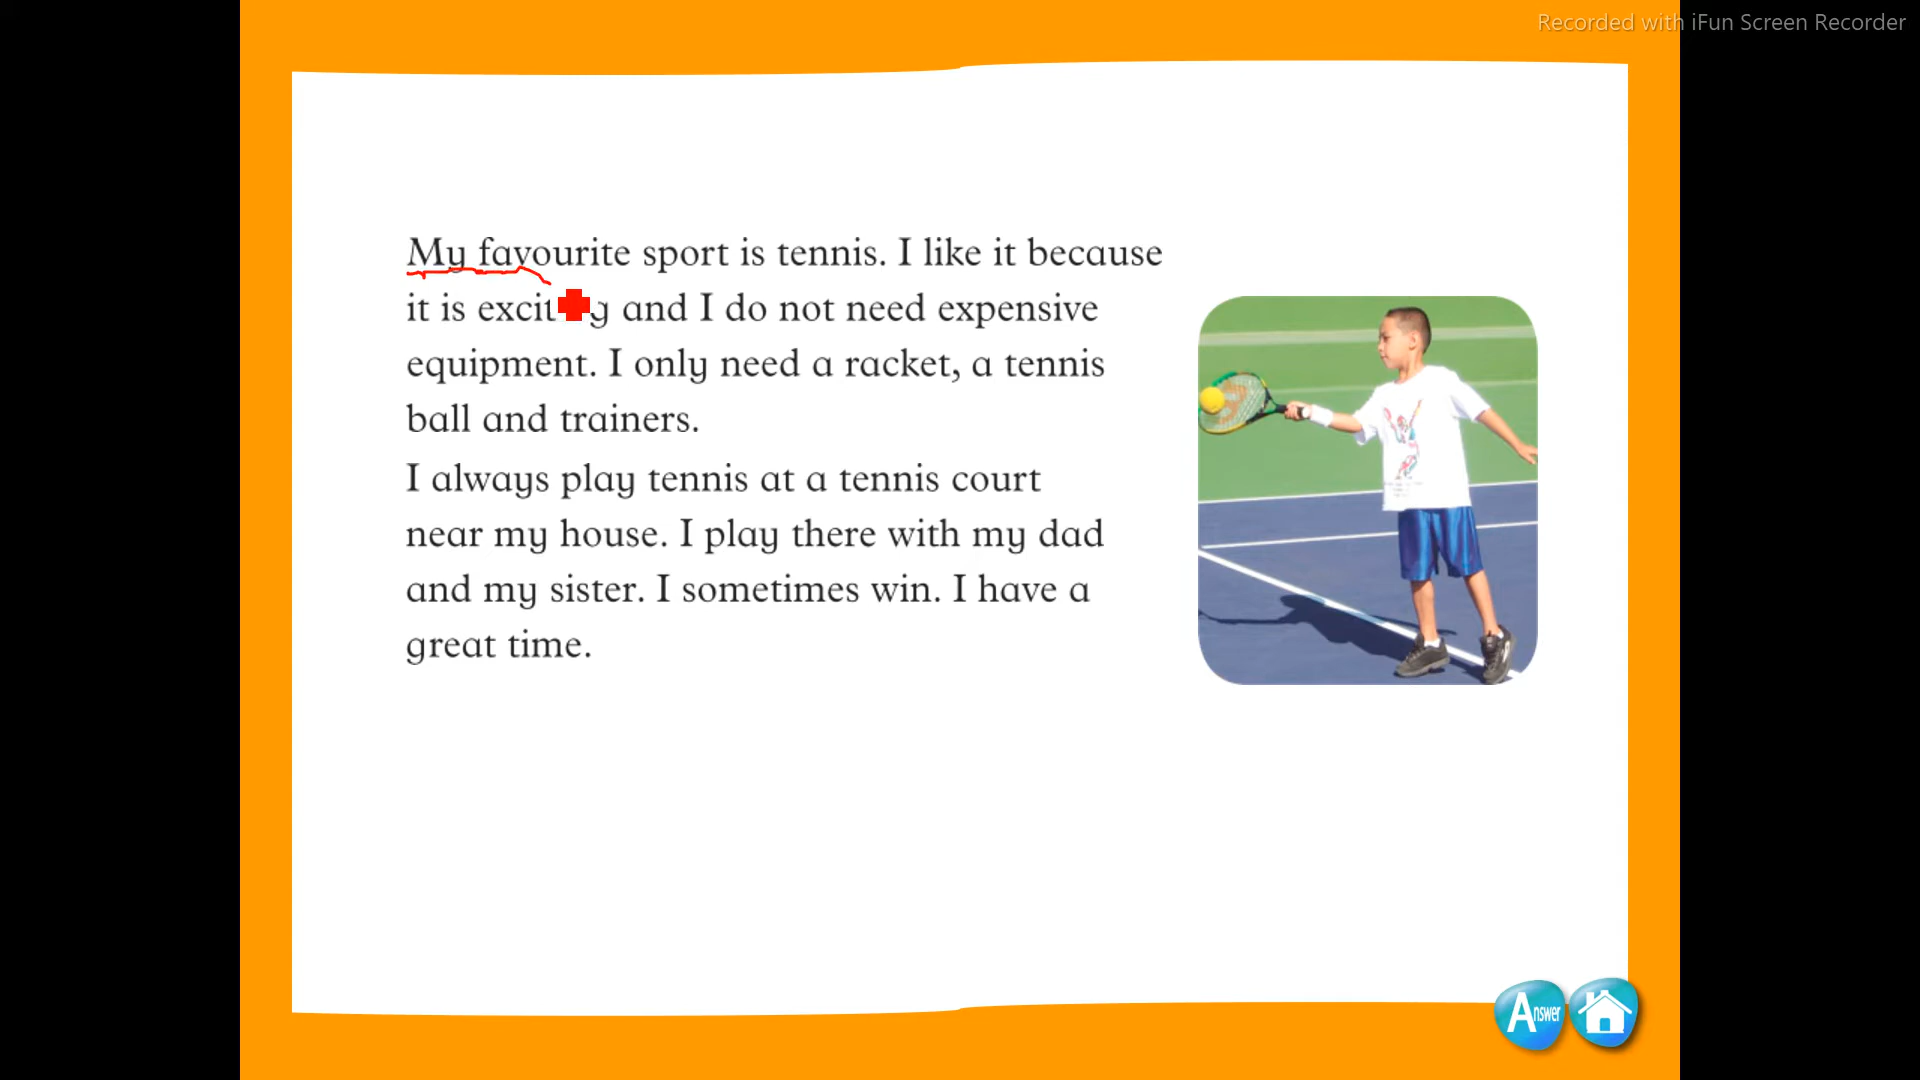 Recorded with iFun Screen Recorder
My favourite sport is tennis. I like it because
it is exciting and I do not need expensive
equipment. I only need a racket, a tennis
ball and trainers.
I always play tennis at a tennis court
near my house. I play there with my dad
and my sister. I sometimes win. I have a
great time.
Answer